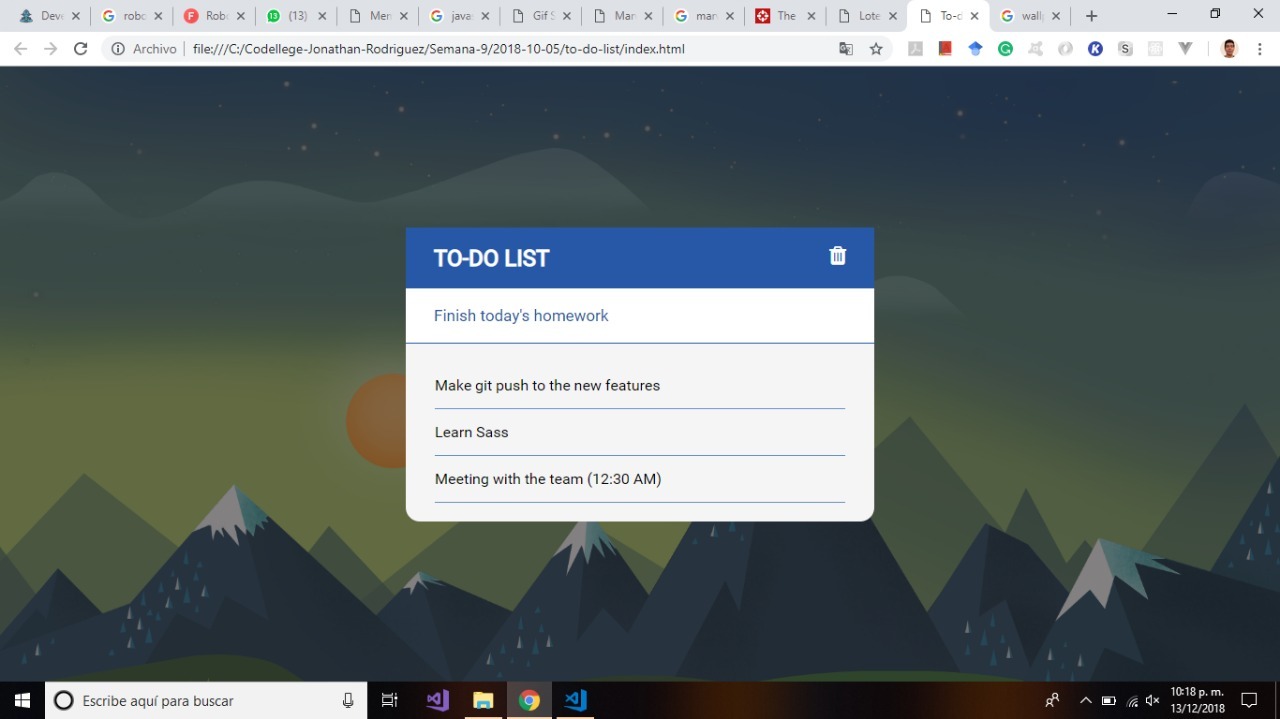 Deve
robo
Robo
(13)
Men
javas
Gif S
Man
man
The
Lote
To-d
wallp
Archivo
file:///C:/Codellege-Jonathan-Rodriguez/Semana-9/2018-10-05/to-do-list/index.html
TO-DO LIST
Finish today's homework
Make git push to the new features
Learn Sass
Meeting with the team (12:30 AM)
Escribe aquí para buscar
10:18 p. m.
13/12/2018